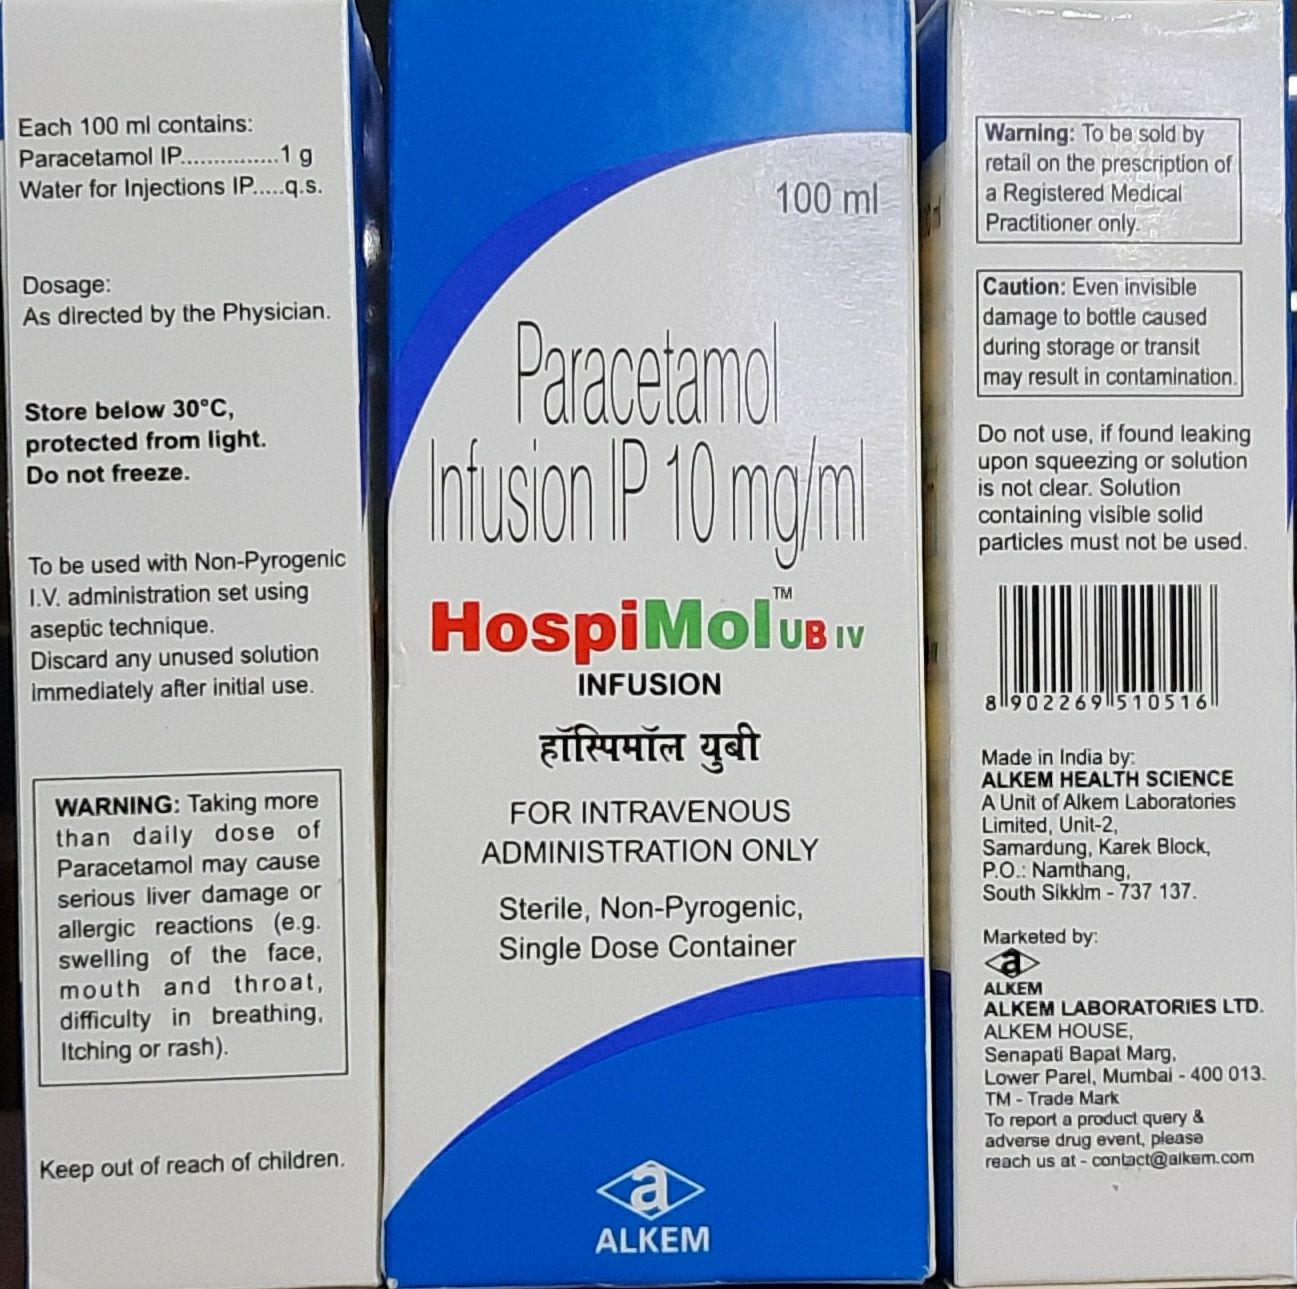 Each 100 ml contains:
Paracetamol IP...............1 g
Water for Injections IP.....q.s.
Dosage:
As directed by the Physician.
Store below 30°C,
protected from light.
Do not freeze.
To be used with Non-Pyrogenic
I.V. administration set using
aseptic technique.
Discard any unused solution
immediately after initial use.
WARNING: Taking more
than daily dose of
Paracetamol may cause
serious liver damage or
allergic reactions (e.g.
swelling of the face,
mouth and throat,
difficulty in breathing,
Itching or rash).
Keep out of reach of children.
100 ml
Paracetamol
Infusion IP 10 mg/ml
HospiMol™ UB IV
INFUSION
हॉस्पिमॉल युबी
FOR INTRAVENOUS
ADMINISTRATION ONLY
Sterile, Non-Pyrogenic,
Single Dose Container
a
ALKEM
Warning: To be sold by
retail on the prescription of
a Registered Medical
Practitioner only.
Caution: Even invisible
damage to bottle caused
during storage or transit
may result in contamination.
Do not use, if found leaking
upon squeezing or solution
is not clear. Solution
containing visible solid
particles must not be used.
8 902269 510516
Made in India by:
ALKEM HEALTH SCIENCE
A Unit of Alkem Laboratories
Limited, Unit-2,
Samardung, Karek Block,
P.O.: Namthang,
South Sikkim - 737 137.
Marketed by:
a
ALKEM
ALKEM LABORATORIES LTD.
ALKEM HOUSE,
Senapati Bapat Marg,
Lower Parel, Mumbai - 400 013.
TM - Trade Mark
To report a product query &
adverse drug event, please
reach us at - contact@alkem.com